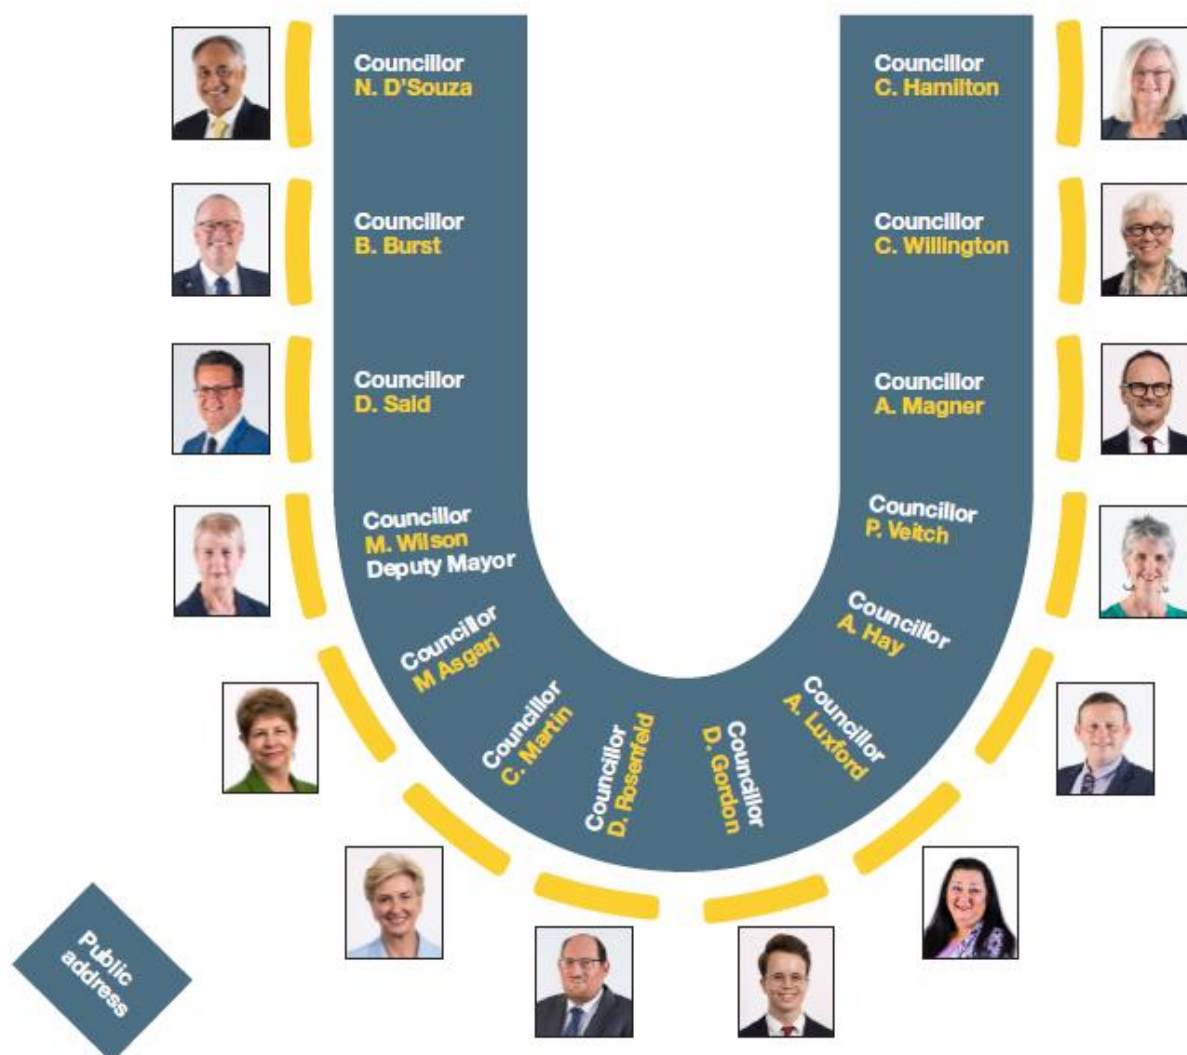 Councillor
N. D'Souza
Councillor
B. Burst
Councillor
D. Said
Councillor
M. Wilson
Deputy Mayor
Councillor
M Asgari
Councillor
C. Martin
Councillor
D. Rosenfeld
Councillor
D. Gordon
Councillor
A. Luxford
Councillor
A. Hay
Councillor
P. Veitch
Councillor
A. Magner
Councillor
C. Willington
Councillor
C. Hamilton
Public
address